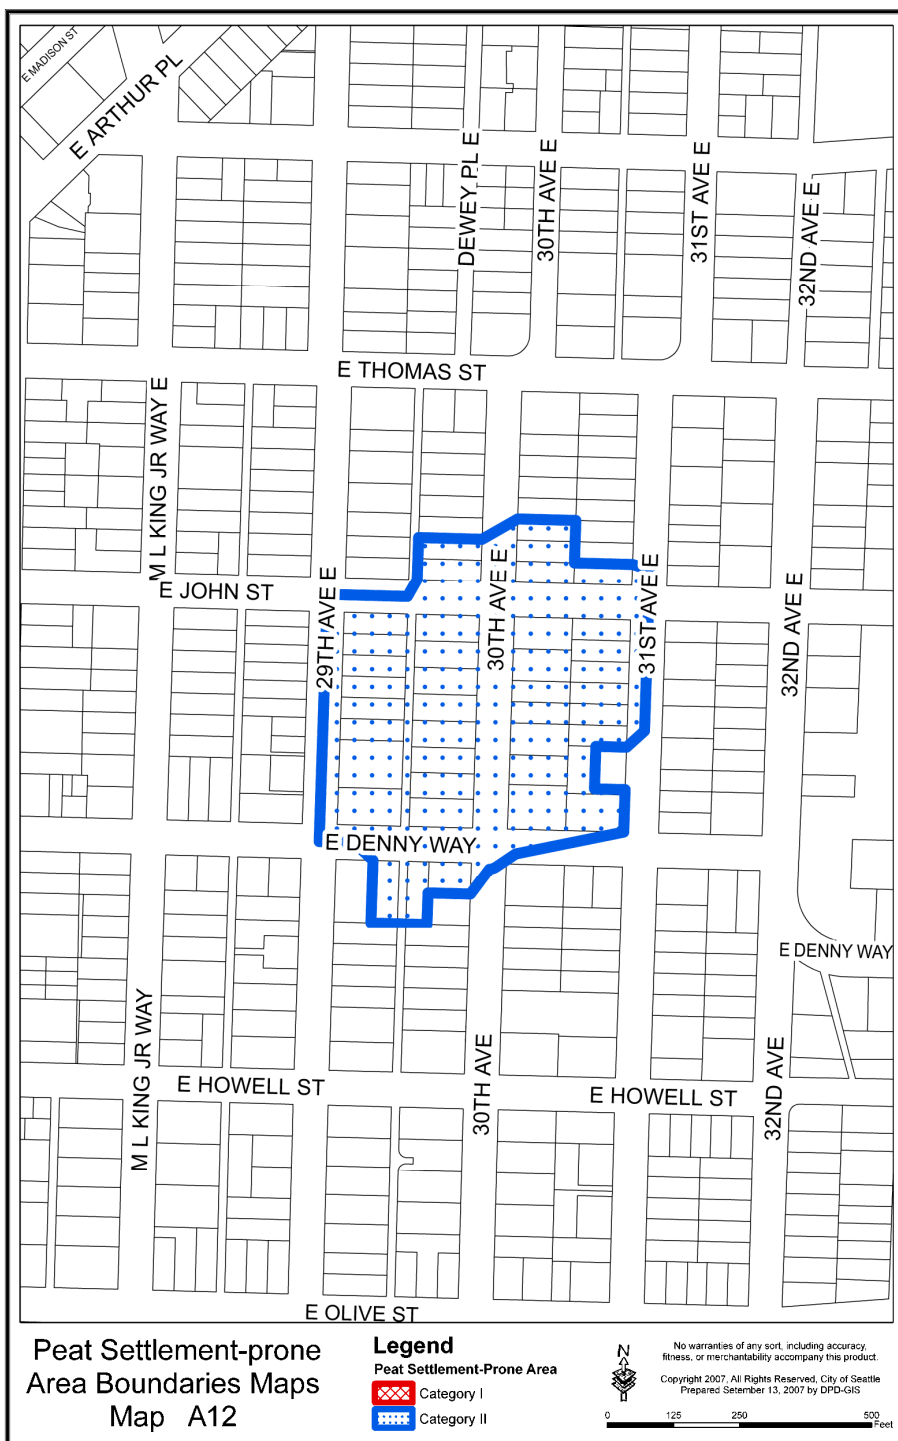 E MADISON ST
E ARTHUR PL
DEWEY PL E
30TH AVE E
31ST AVE E
32ND AVE E
E THOMAS ST
M L KING JR WAY E
E JOHN ST
29TH AVE E
30TH AVE E
31ST AVE E
32ND AVE E
E DENNY WAY
E DENNY WAY
M L KING JR WAY
30TH AVE
32ND AVE
E HOWELL ST
E HOWELL ST
E OLIVE ST
Peat Settlement-prone
Area Boundaries Maps
Map A12
Legend
Peat Settlement-Prone Area
Category I
Category II
N
No warranties of any sort, including accuracy,
fitness, or merchantability accompany this product.
Copyright 2007, All Rights Reserved, City of Seattle
Prepared Setember 13, 2007 by DPD-GIS
0 125 250 500
Feet